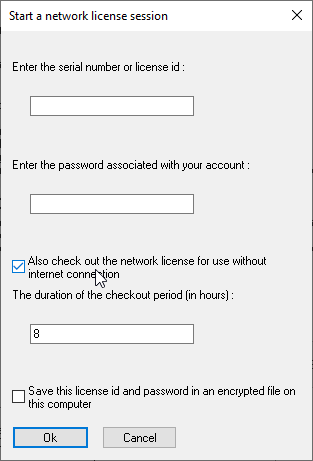 Start a network license session
Enter the serial number or license id :
Enter the password associated with your account :
Also check out the network license for use without
internet connection
The duration of the checkout period (in hours) :
8
Save this license id and password in an encrypted file on
this computer
Ok Cancel